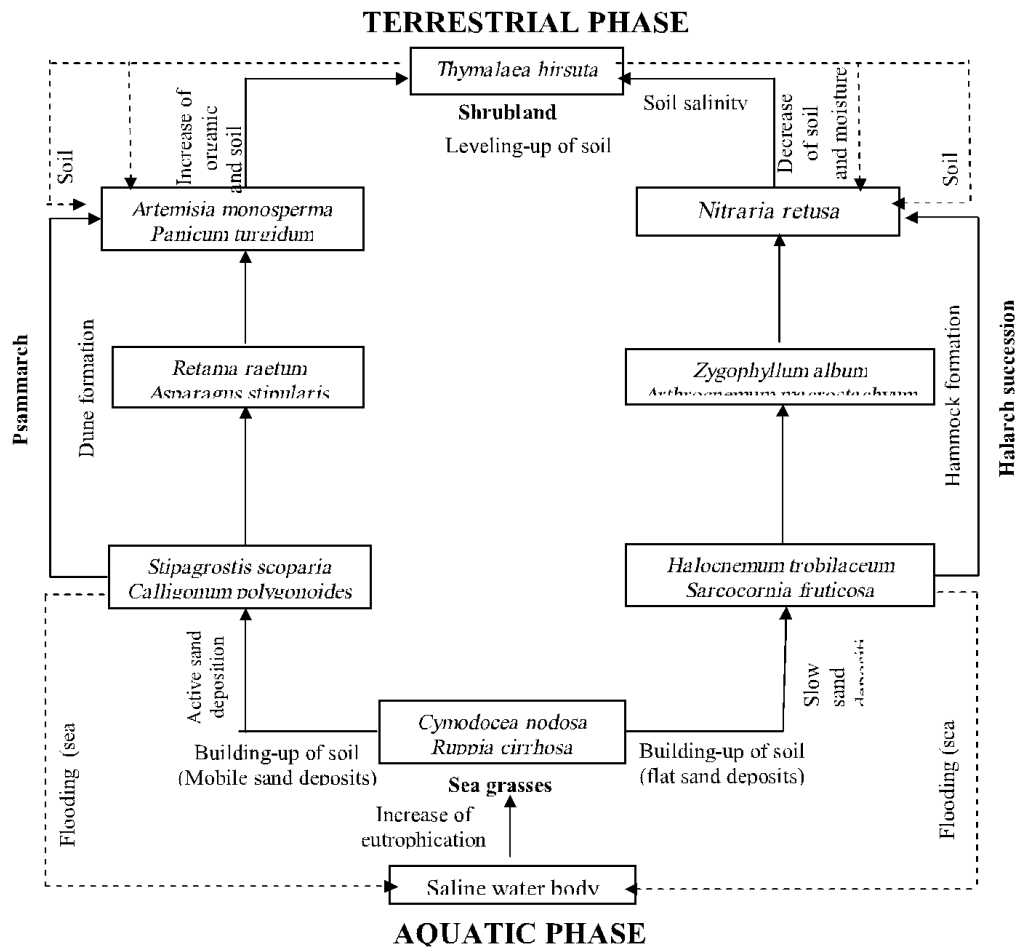 TERRESTRIAL PHASE
Thymalaea hirsuta
Shrubland
Leveling-up of soil
Soil salinity
Increase of
organic
and soil
Decrease
of soil
and moisture
Soil
Soil
Artemisia monosperma
Panicum turgidum
Nitraria retusa
Psammarch
Dune formation
Retama raetum
Asparagus stipularis
Zygophyllum album
Arthrocnemum macrostachyum
Hammock formation
Halarch succession
Stipagrostis scoparia
Calligonum polygonoides
Halocnemum trobilaceum
Sarcocornia fruticosa
Active sand
deposition
Slow
sand
Cymodocea nodosa
Ruppia cirrhosa
Building-up of soil
(Mobile sand deposits)
Building-up of soil
(flat sand deposits)
Sea grasses
Increase of
eutrophication
Flooding (sea
Flooding (sea
Saline water body
AQUATIC PHASE